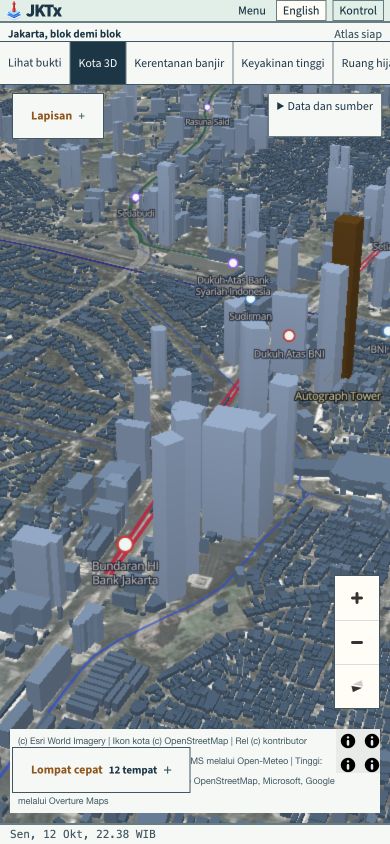 JKTx
Menu
English
Kontrol
Jakarta, blok demi blok
Atlas siap
Lihat bukti
Kota 3D
Kerentanan banjir
Keyakinan tinggi
Ruang hij
Lapisan +
▶ Data dan sumber
Rasuna Said
Setiabudi
Dukuh Atas Bank
Syariah Indonesia
Sudirman
Dukuh Atas BNI
BNI
Autograph Tower
Bundaran HI
Bank Jakarta
+
−
(c) Esri World Imagery | Ikon kota (c) OpenStreetMap | Rel (c) kontributor
MS melalui Open-Meteo | Tinggi:
OpenStreetMap, Microsoft, Google
melalui Overture Maps
Lompat cepat 12 tempat +
Sen, 12 Okt, 22.38 WIB